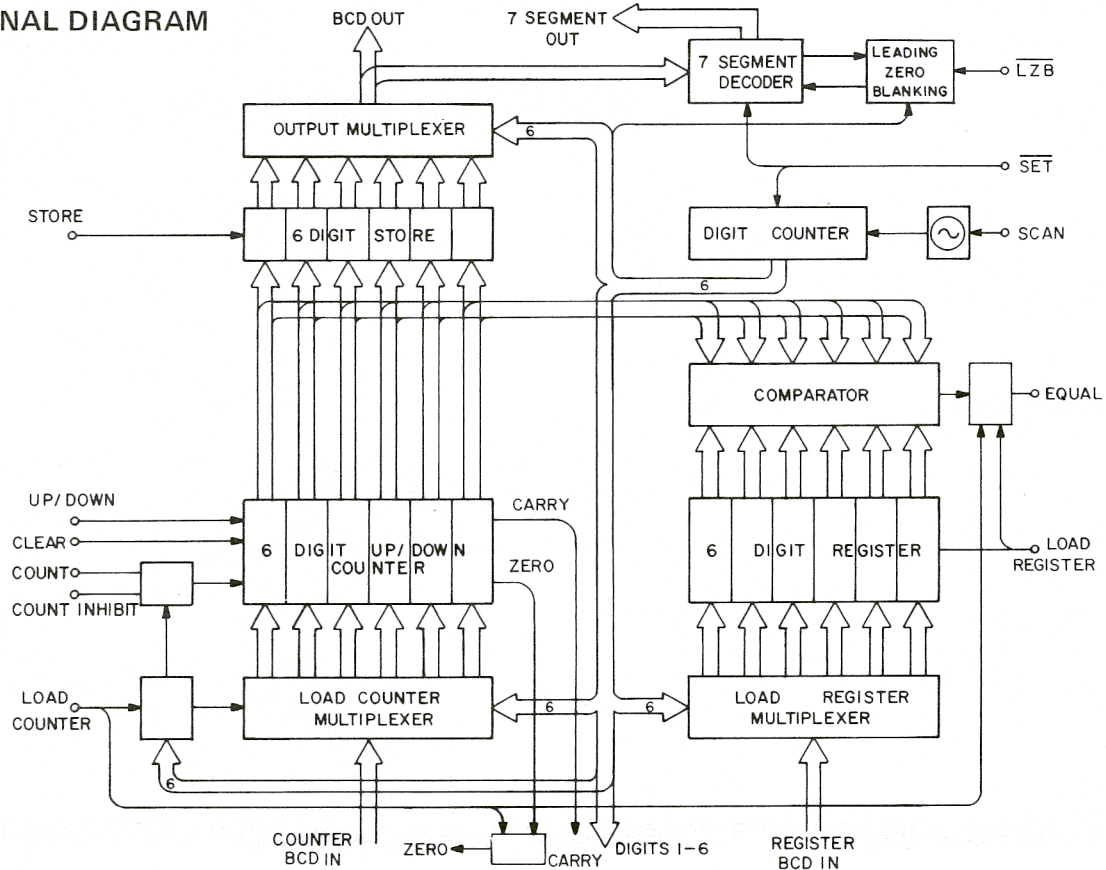 NAL DIAGRAM
BCD OUT
7 SEGMENT
OUT
7 SEGMENT
DECODER
LEADING
ZERO
BLANKING
LZB
OUTPUT MULTIPLEXER
6
SET
STORE
6 DIGIT STORE
DIGIT COUNTER
SCAN
6
COMPARATOR
EQUAL
UP/DOWN
CLEAR
COUNT
COUNT INHIBIT
6 DIGIT UP/DOWN
COUNTER
CARRY
ZERO
6 DIGIT REGISTER
LOAD
REGISTER
LOAD
COUNTER
LOAD COUNTER
MULTIPLEXER
6
6
LOAD REGISTER
MULTIPLEXER
6
COUNTER
BCD IN
ZERO
CARRY
DIGITS 1-6
REGISTER
BCD IN